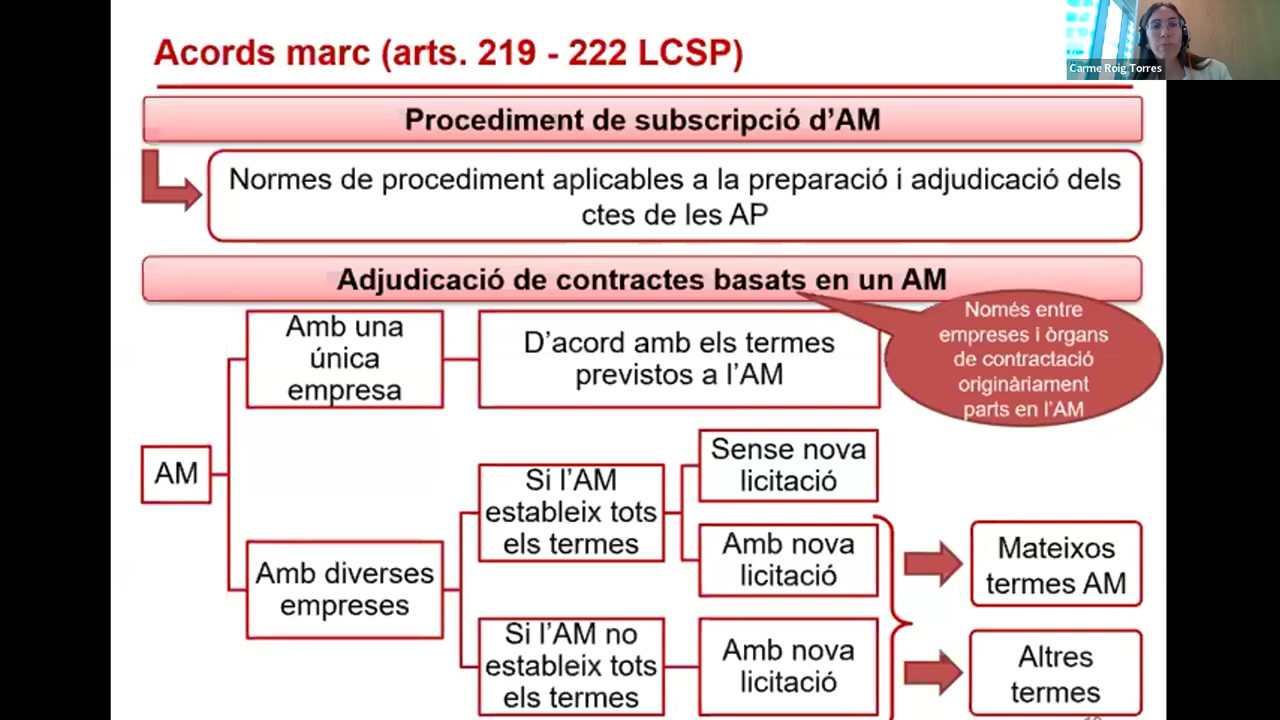 Acords marc (arts. 219 - 222 LCSP)
Carme Roig Torres
Procediment de subscripció d'AM
Normes de procediment aplicables a la preparació i adjudicació dels
ctes de les AP
Adjudicació de contractes basats en un AM
Només entre
empreses i òrgans
de contractació
originàriament
parts en l'AM
Amb una
única
empresa
D'acord amb els termes
previstos a l'AM
AM
Amb diverses
empreses
Si l'AM
estableix tots
els termes
Sense nova
licitació
Amb nova
licitació
Mateixos
termes AM
Si l'AM no
estableix tots
els termes
Amb nova
licitació
Altres
termes